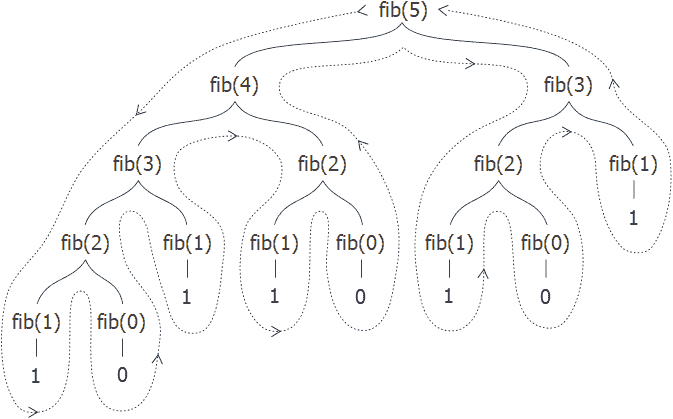 fib(5)
fib(4) fib(3)
fib(3) fib(2) fib(2) fib(1)
1
fib(2) fib(1) fib(1) fib(0) fib(1) fib(0)
1 1 0 1 0
fib(1) fib(0)
1 0